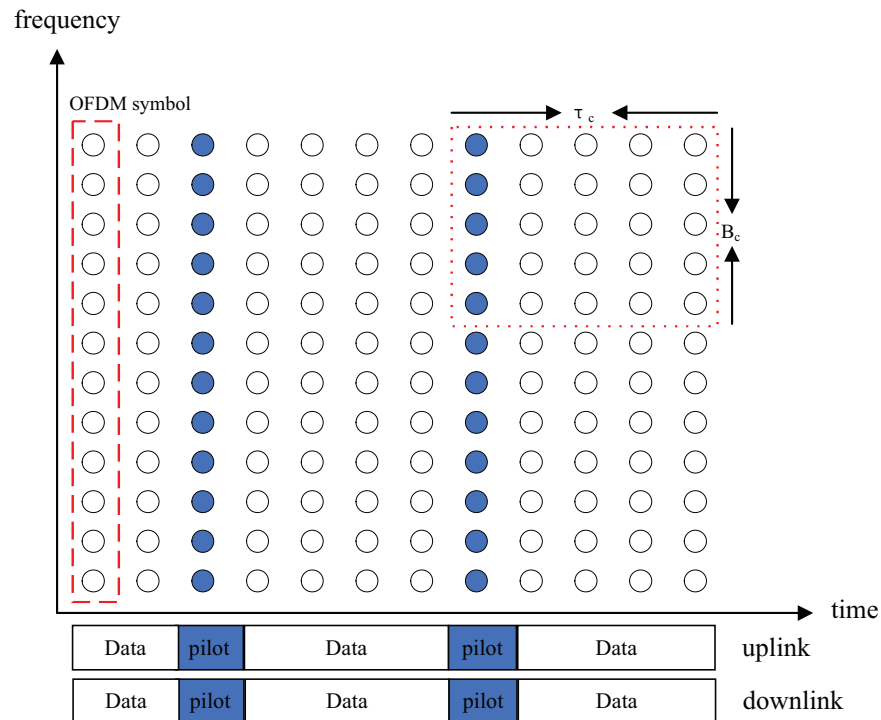 frequency
OFDM symbol
τ c
B c
time
Data pilot Data pilot Data uplink
Data pilot Data pilot Data downlink